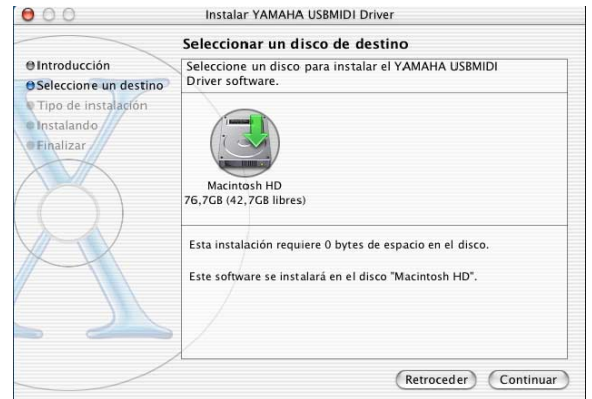 Instalar YAMAHA USBMIDI Driver
Seleccionar un disco de destino
Introducción
Seleccione un destino
Tipo de instalación
Instalando
Finalizar
Seleccione un disco para instalar el YAMAHA USBMIDI
Driver software.
Macintosh HD
76,7GB (42,7GB libres)
Esta instalación requiere 0 bytes de espacio en el disco.
Este software se instalará en el disco "Macintosh HD".
Retroceder
Continuar